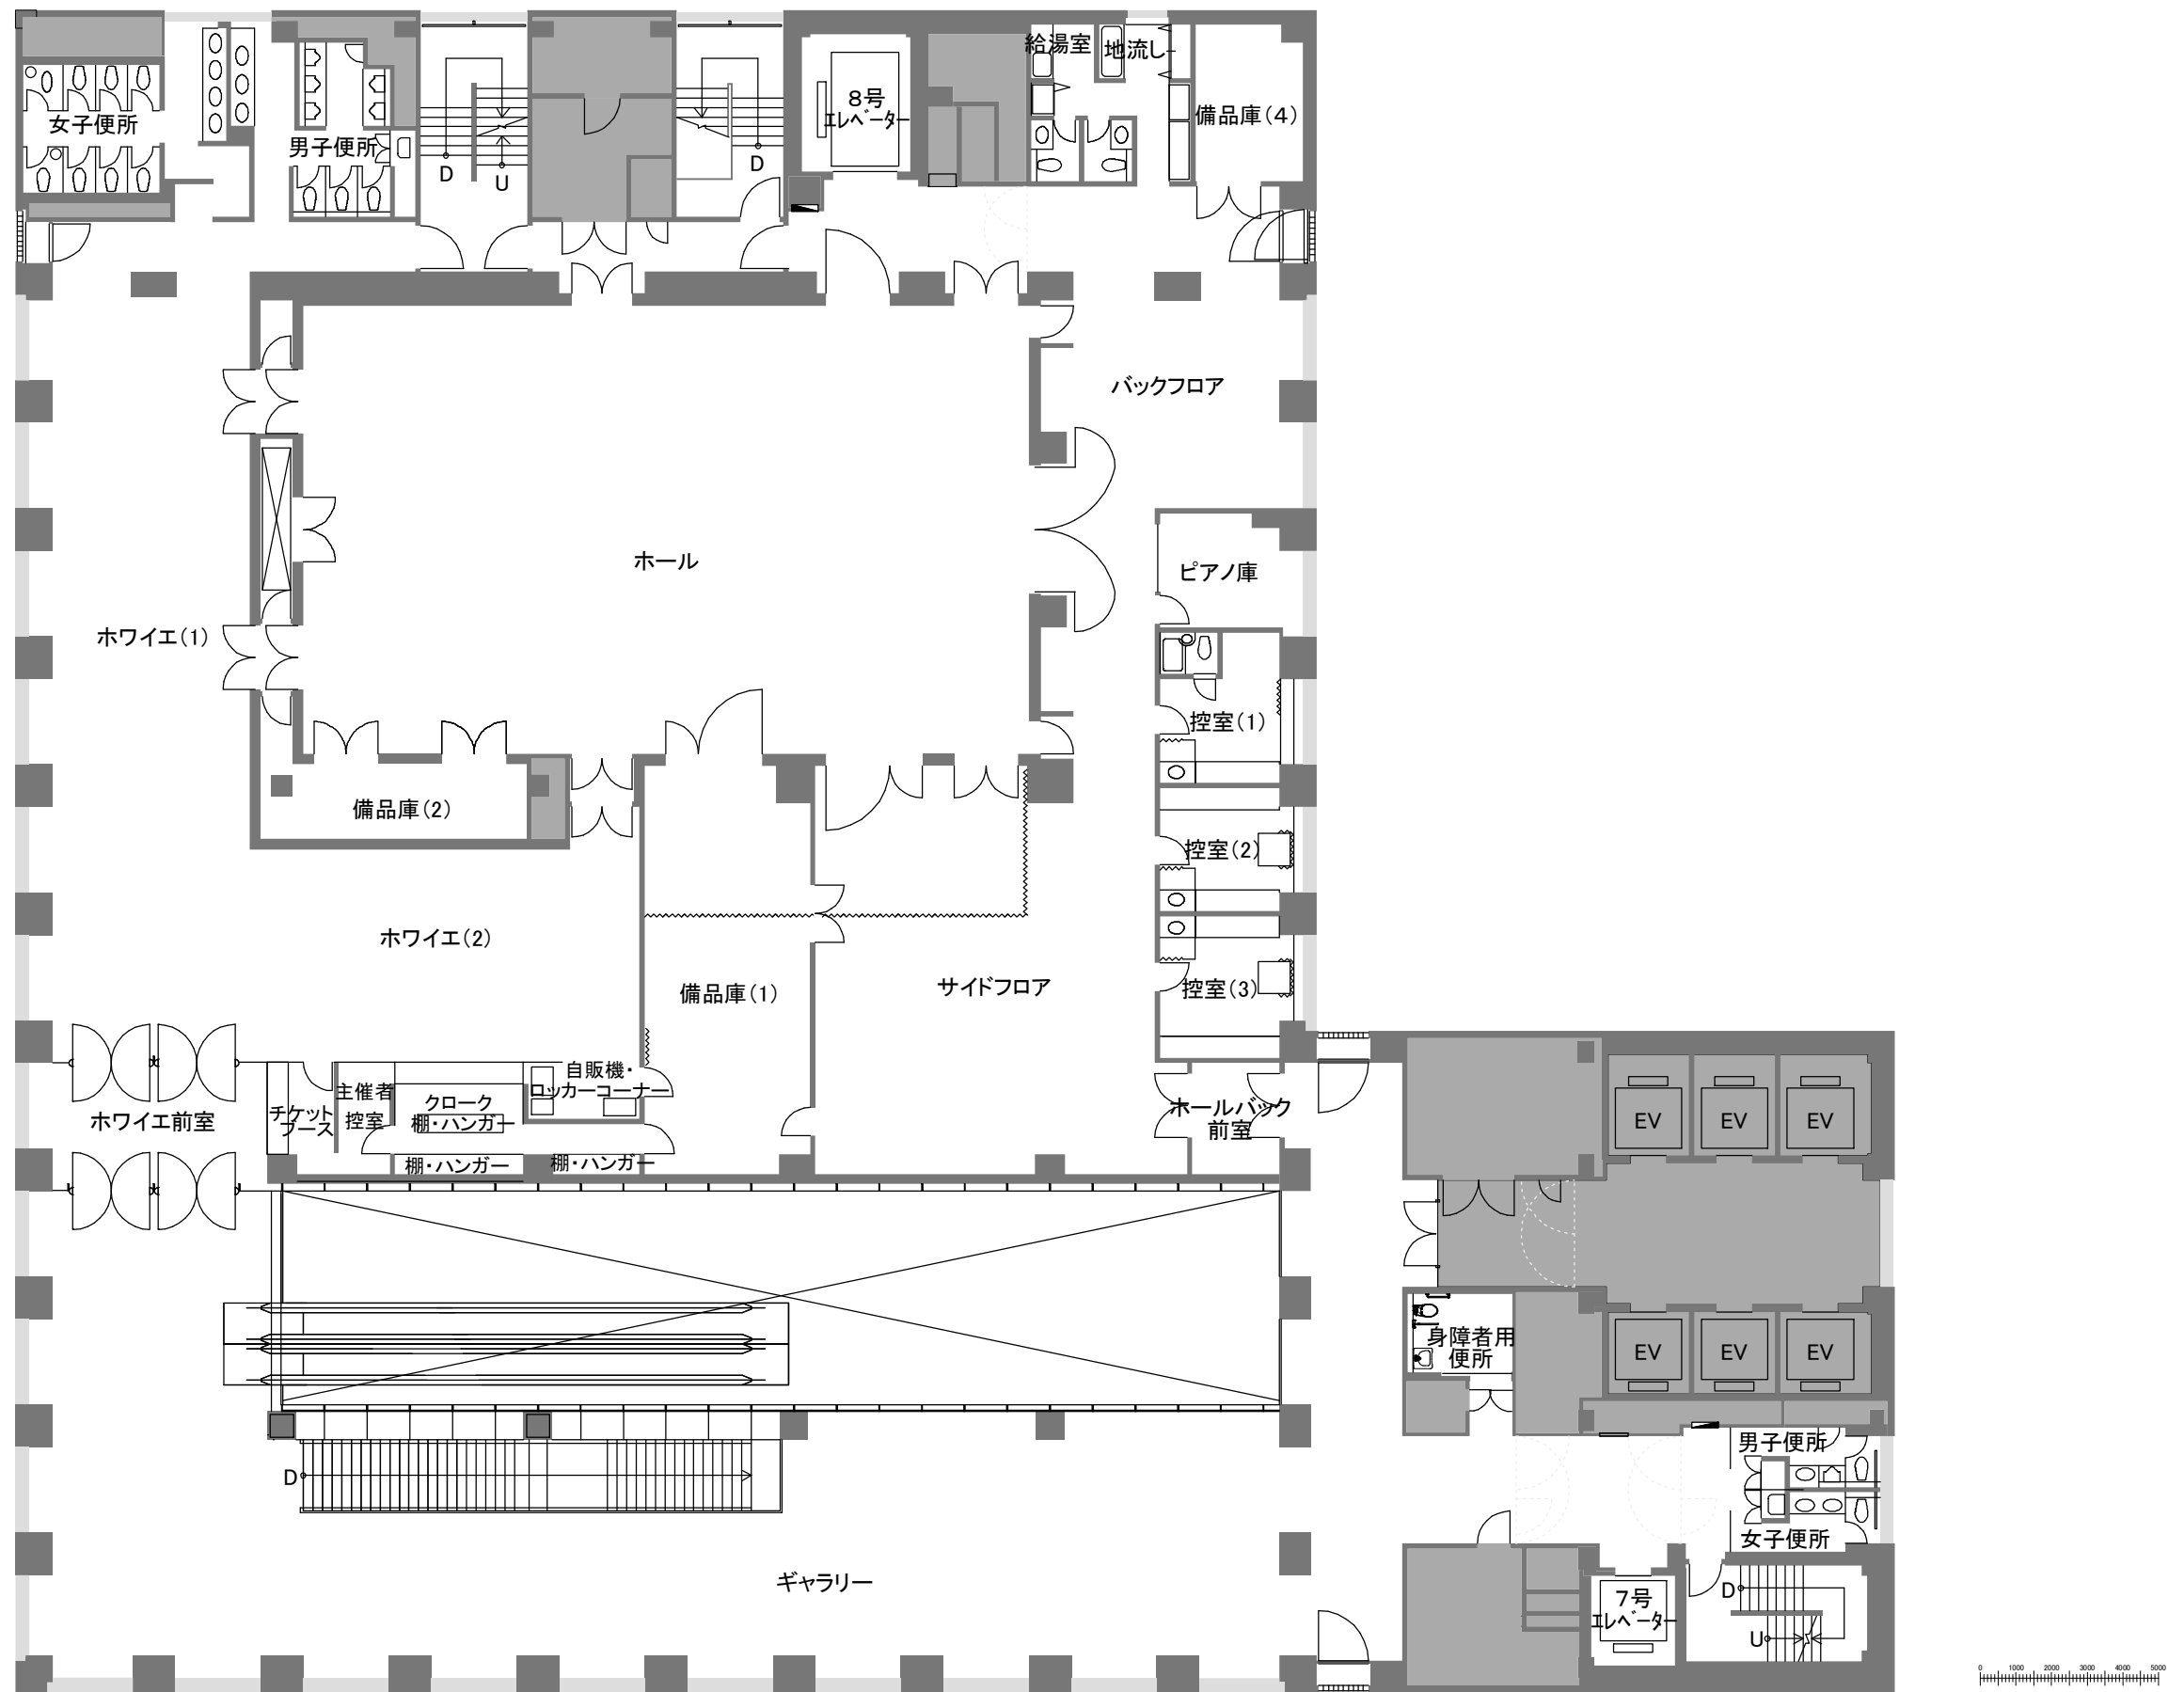 給湯室
地流し
8号
エレベーター
備品庫(4)
女子便所
男子便所
D
U
D
バックフロア
ホール
ピアノ庫
ホワイエ(1)
控室(1)
備品庫(2)
控室(2)
ホワイエ(2)
サイドフロア
備品庫(1)
控室(3)
自販機・
ロッカーコーナー
主催者
控室
クローク
棚・ハンガー
チケット
ブース
ホワイエ前室
ホールバック
前室
棚・ハンガー
棚・ハンガー
EV
EV
EV
身障者用
便所
EV
EV
EV
男子便所
D
女子便所
ギャラリー
7号
エレベーター
D
U
0 1000 2000 3000 4000 5000